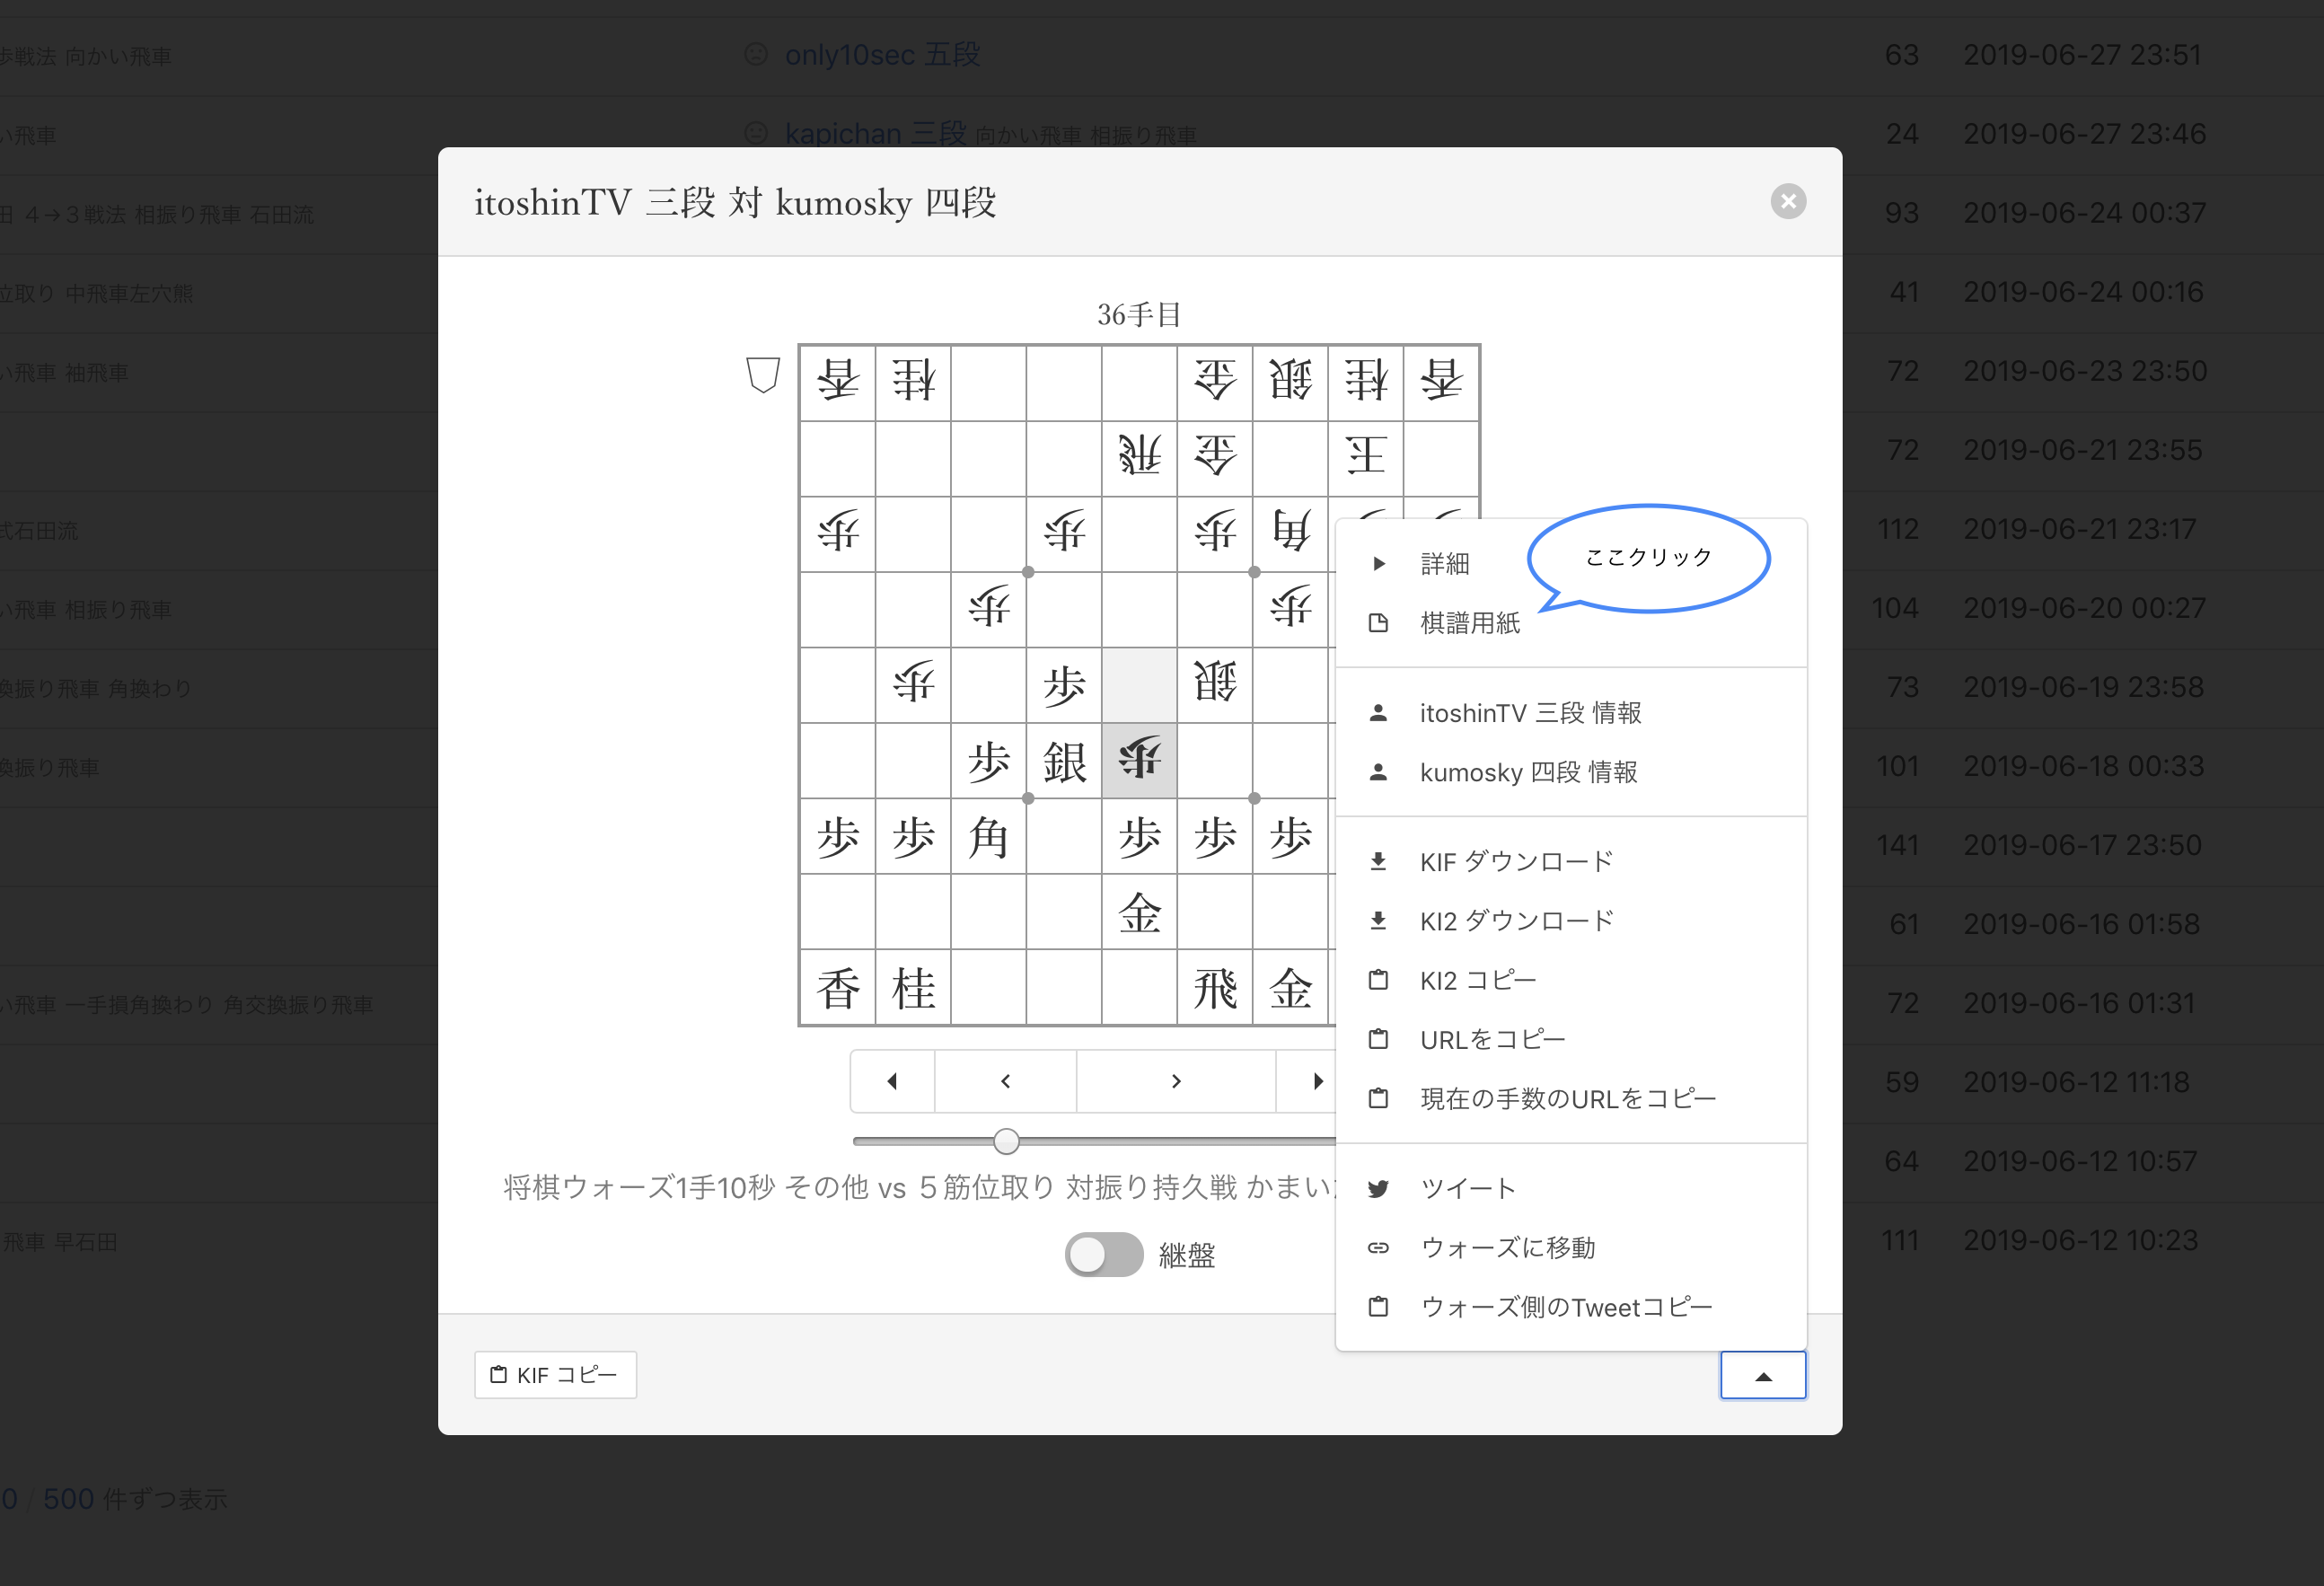 歩戦法 向かい飛車 only10sec 五段 63 2019-06-27 23:51
い飛車 kapichan 三段 向かい飛車 相振り飛車 24 2019-06-27 23:46
田 4→3戦法 相振り飛車 石田流 93 2019-06-24 00:37
位取り 中飛車左穴熊 41 2019-06-24 00:16
い飛車 袖飛車 72 2019-06-23 23:50
72 2019-06-21 23:55
式石田流 112 2019-06-21 23:17
い飛車 相振り飛車 104 2019-06-20 00:27
換振り飛車 角換わり 73 2019-06-19 23:58
換振り飛車 101 2019-06-18 00:33
141 2019-06-17 23:50
61 2019-06-16 01:58
い飛車 一手損角換わり 角交換振り飛車 72 2019-06-16 01:31
59 2019-06-12 11:18
64 2019-06-12 10:57
飛車 早石田 111 2019-06-12 10:23
0 / 500 件ずつ表示
itoshinTV 三段 対 kumosky 四段
36手目
香 桂 金 銀 桂 香
飛 金 王
歩 歩 歩 角
歩 歩
歩 歩 銀
歩 銀 歩
歩 歩 角 歩 歩 歩
金
香 桂 飛 金
将棋ウォーズ1手10秒 その他 vs 5筋位取り 対振り持久戦 かまい
継盤
KIF コピー
詳細
ここクリック
棋譜用紙
itoshinTV 三段 情報
kumosky 四段 情報
KIF ダウンロード
KI2 ダウンロード
KI2 コピー
URLをコピー
現在の手数のURLをコピー
ツイート
ウォーズに移動
ウォーズ側のTweetコピー